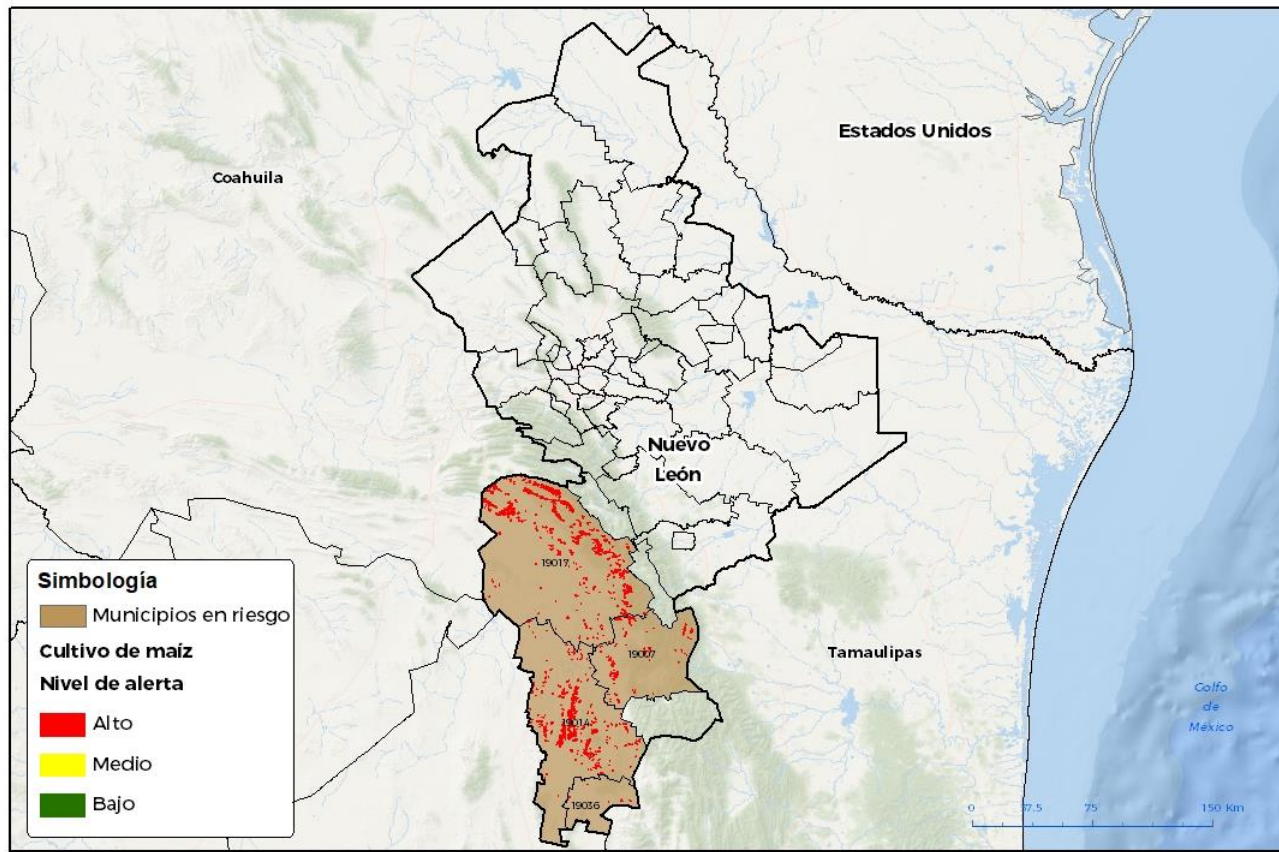 Estados Unidos
Coahuila
Nuevo
León
19017
19007
19014
19036
Tamaulipas
Golfo
de
México
Simbología
Municipios en riesgo
Cultivo de maíz
Nivel de alerta
Alto
Medio
Bajo
0 37.5 75 150 Km